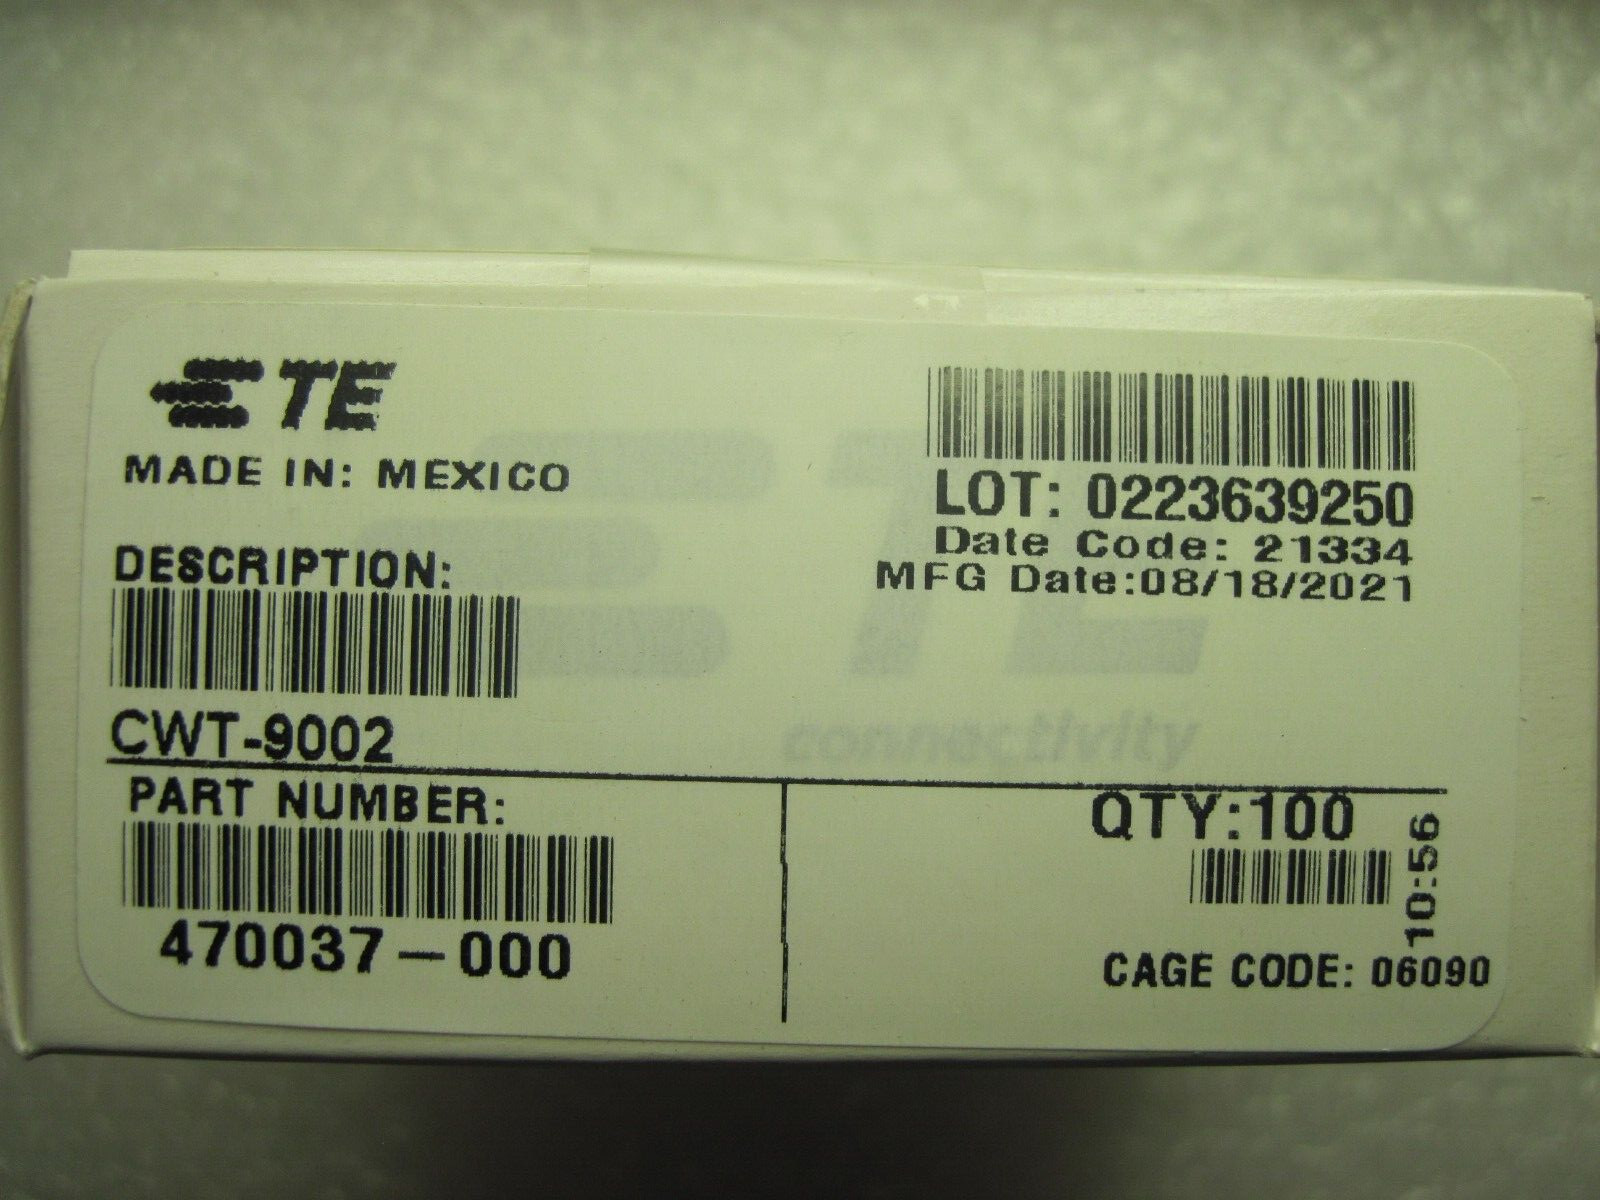 TE
MADE IN: MEXICO
LOT: 0223639250
Date Code: 21334
MFG Date:08/18/2021
DESCRIPTION:
CWT-9002
TE
connectivity
PART NUMBER:
470037-000
QTY:100
10:56
CAGE CODE: 06090